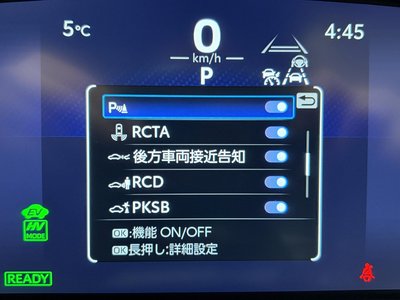 5℃
0
km/h
P
4:45
P
RCTA
後方車両接近告知
RCD
PKSB
OK:機能 ON/OFF
OK長押し:詳細設定
EV
HV
MODE
READY